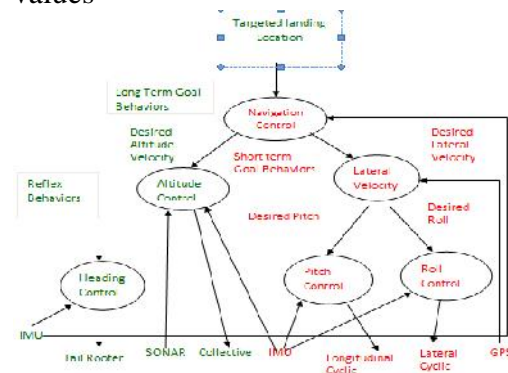 values
Targeted landing
Location
Long Term Goal
Behaviors
Navigation
Control
Desired
Altitude
Velocity
Short term
Goal Behaviors
Desired
Lateral
Velocity
Reflex
Behaviors
Altitude
Control
Lateral
Velocity
Desired Pitch
Desired
Roll
Heading
Control
Pitch
Control
Roll
Control
IMU
Tail Rooter
SONAR
Collective
IMU
Longitudinal
Cyclic
Lateral
Cyclic
GPS